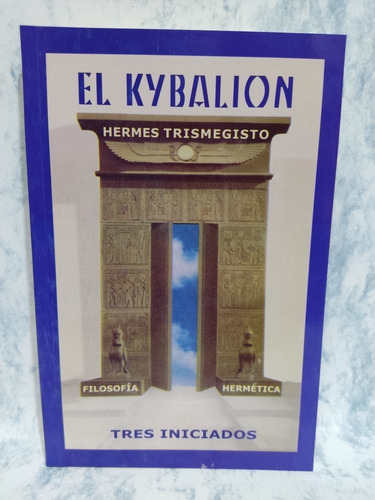 EL KYBALION
HERMES TRISMEGISTO
FILOSOFÍA
HERMÉTICA
TRES INICIADOS